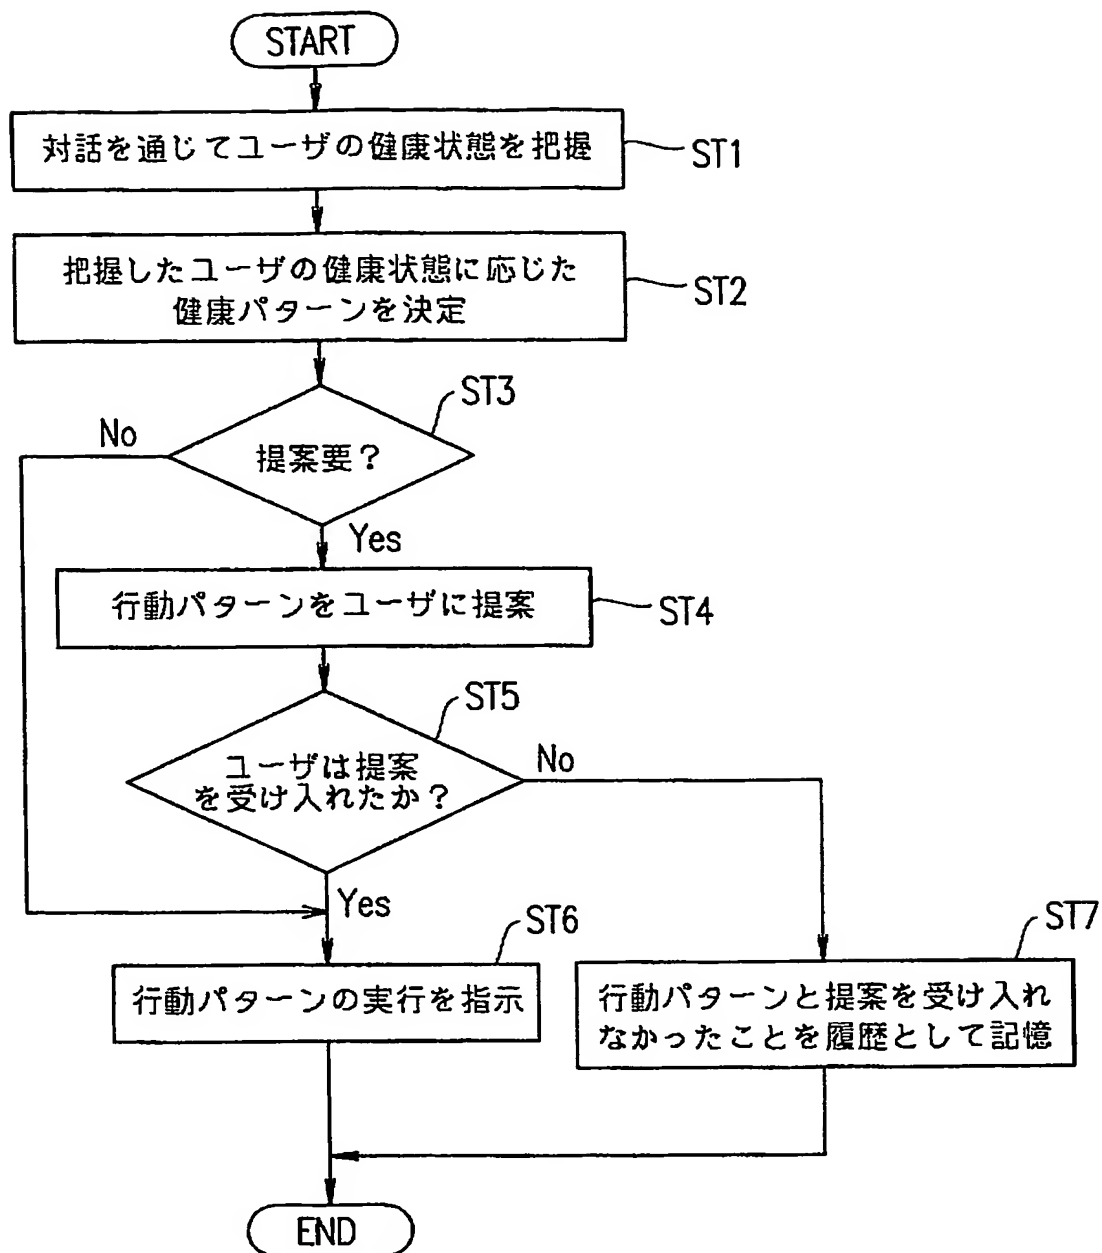 START
対話を通じてユーザの健康状態を把握
ST1
把握したユーザの健康状態に応じた
健康パターンを決定
ST2
ST3
No
提案要?
Yes
行動パターンをユーザに提案
ST4
ST5
No
ユーザは提案
を受け入れたか?
Yes
ST6
ST7
行動パターンの実行を指示
行動パターンと提案を受け入れ
なかったことを履歴として記憶
END